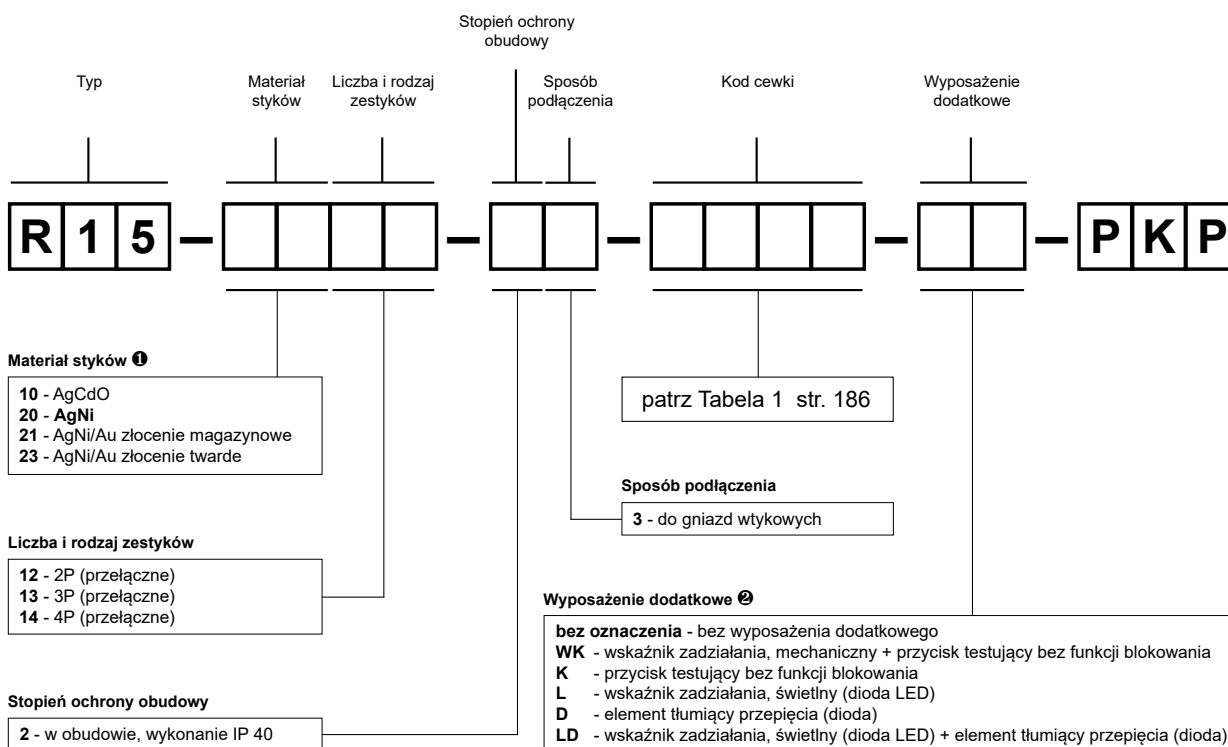 Stopień ochrony
obudowy
Typ
Materiał
styków
Liczba i rodzaj
zestyków
Sposób
podłączenia
Kod cewki
Wyposażenie
dodatkowe
R 1 5 – – – – – P K P
Materiał styków ❶
10 - AgCdO
20 - AgNi
21 - AgNi/Au złocenie magazynowe
23 - AgNi/Au złocenie twarde
patrz Tabela 1 str. 186
Sposób podłączenia
3 - do gniazd wtykowych
Liczba i rodzaj zestyków
12 - 2P (przełączne)
13 - 3P (przełączne)
14 - 4P (przełączne)
Stopień ochrony obudowy
2 - w obudowie, wykonanie IP 40
Wyposażenie dodatkowe ❷
bez oznaczenia - bez wyposażenia dodatkowego
WK - wskaźnik zadziałania, mechaniczny + przycisk testujący bez funkcji blokowania
K - przycisk testujący bez funkcji blokowania
L - wskaźnik zadziałania, świetlny (dioda LED)
D - element tłumiący przepięcia (dioda)
LD - wskaźnik zadziałania, świetlny (dioda LED) + element tłumiący przepięcia (dioda)